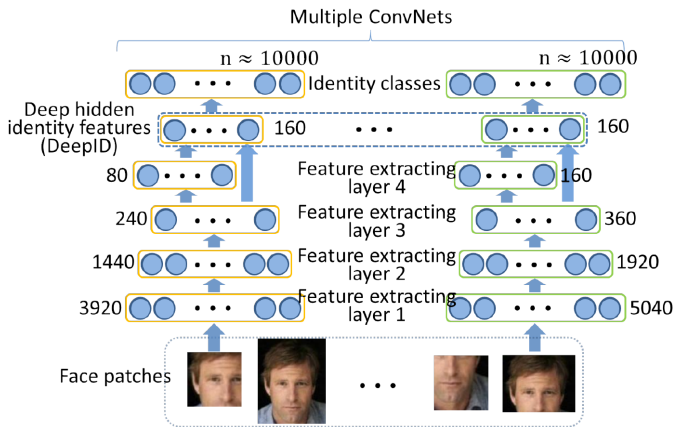 Multiple ConvNets
n ≈ 10000
n ≈ 10000
Identity classes
Deep hidden
identity features
(DeepID)
160
160
80
Feature extracting
layer 4
160
240
Feature extracting
layer 3
360
1440
Feature extracting
layer 2
1920
3920
Feature extracting
layer 1
5040
Face patches